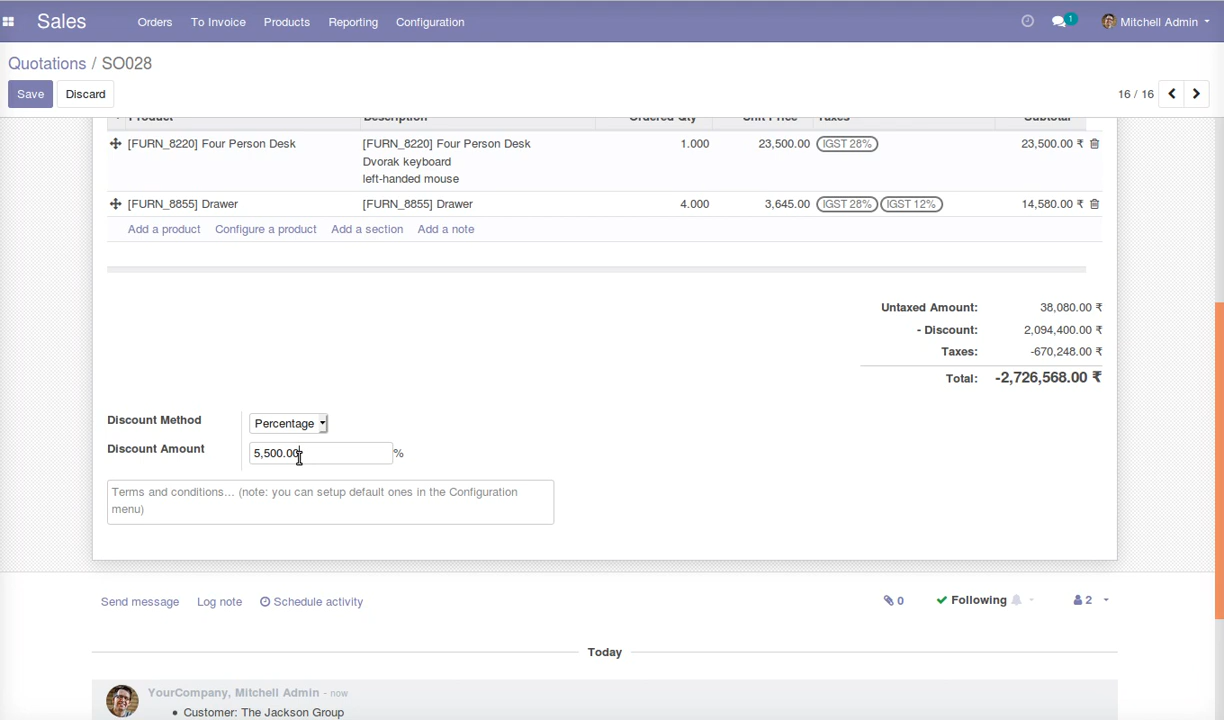 Sales Orders To Invoice Products Reporting Configuration 1 Mitchell Admin
Quotations / SO028
Save Discard 16 / 16
Product Description Ordered Qty Unit Price Taxes Subtotal
[FURN_8220] Four Person Desk [FURN_8220] Four Person Desk 1.000 23,500.00 IGST 28% 23,500.00 ₹
Dvorak keyboard
left-handed mouse
[FURN_8855] Drawer [FURN_8855] Drawer 4.000 3,645.00 IGST 28% IGST 12% 14,580.00 ₹
Add a product Configure a product Add a section Add a note
Untaxed Amount: 38,080.00 ₹
- Discount: 2,094,400.00 ₹
Taxes: -670,248.00 ₹
Total: -2,726,568.00 ₹
Discount Method Percentage
Discount Amount 5,500.00 %
Terms and conditions... (note: you can setup default ones in the Configuration
menu)
Send message Log note Schedule activity 0 Following 2
Today
YourCompany, Mitchell Admin - now
• Customer: The Jackson Group